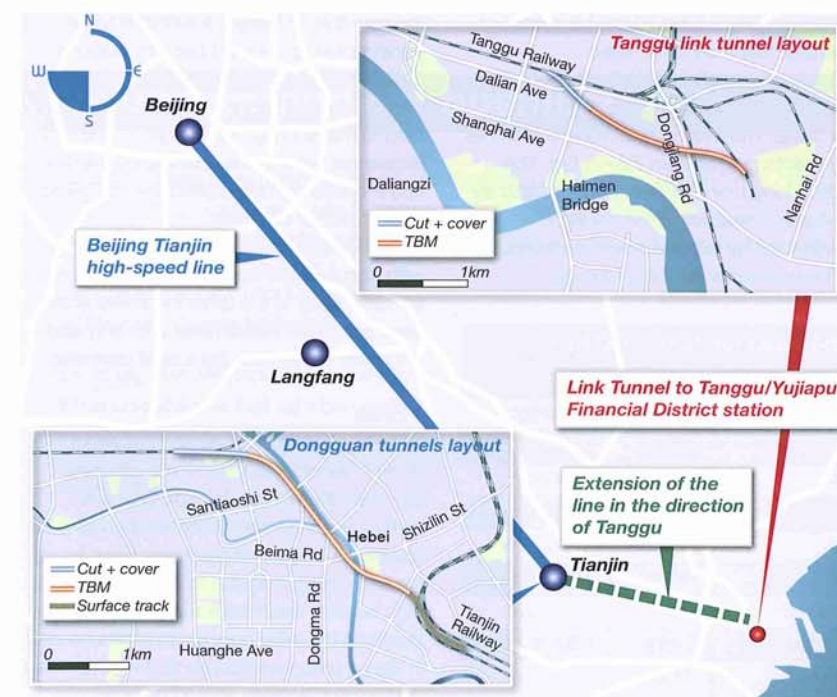 N
W
E
S
Beijing
Beijing Tianjin
high-speed line
Langfang
Tanggu link tunnel layout
Tanggu Railway
Dalian Ave
Shanghai Ave
Dongjiang Rd
Nanhai Rd
Daliangzi
Haimen
Bridge
Cut + cover
TBM
0 1km
Link Tunnel to Tanggu/Yujiapu
Financial District station
Dongguan tunnels layout
Santiaoshi St
Shizilin St
Hebei
Beima Rd
Cut + cover
TBM
Surface track
Dongma Rd
Tianjin
Railway
Huanghe Ave
0 1km
Extension of the
line in the direction
of Tanggu
Tianjin